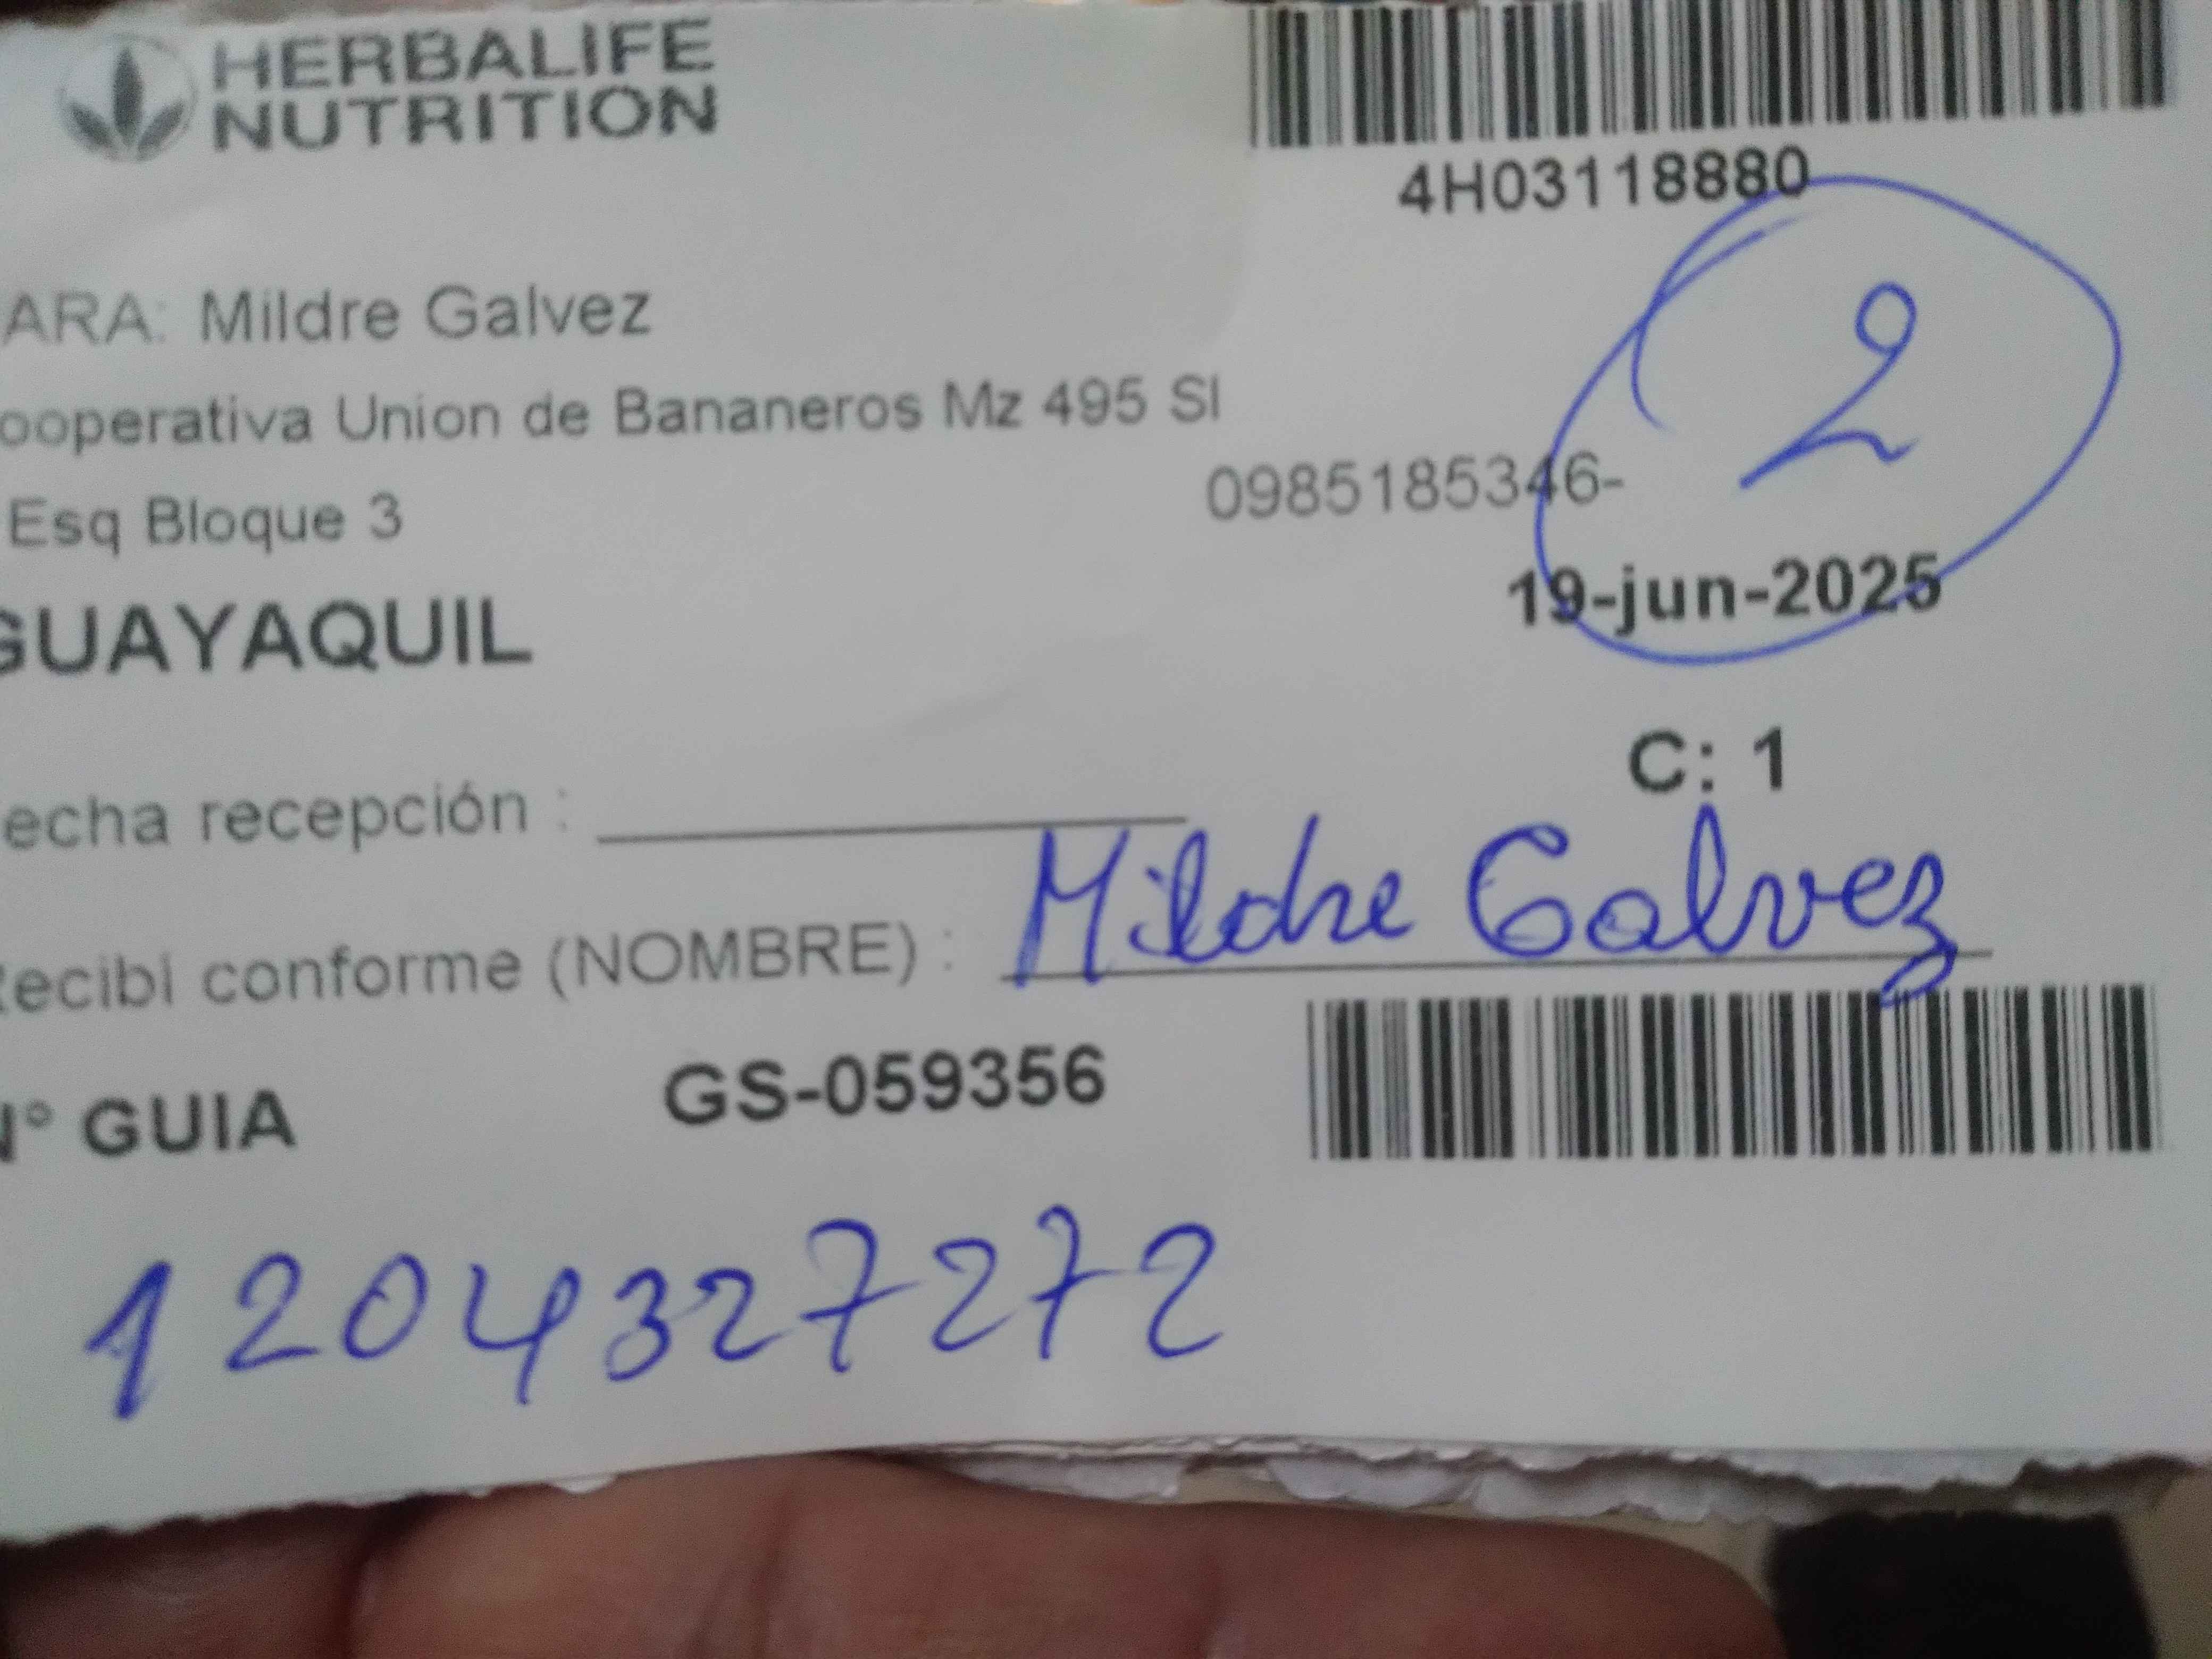 HERBALIFE
NUTRITION
4H03118880
ARA: Mildre Galvez
2
ooperativa Union de Bananeros Mz 495 Sl
0985185346-
Esq Bloque 3
19-jun-2025
GUAYAQUIL
C: 1
echa recepción :
Recibí conforme (NOMBRE) : Mildre Galvez
N° GUIA GS-059356
1204327272